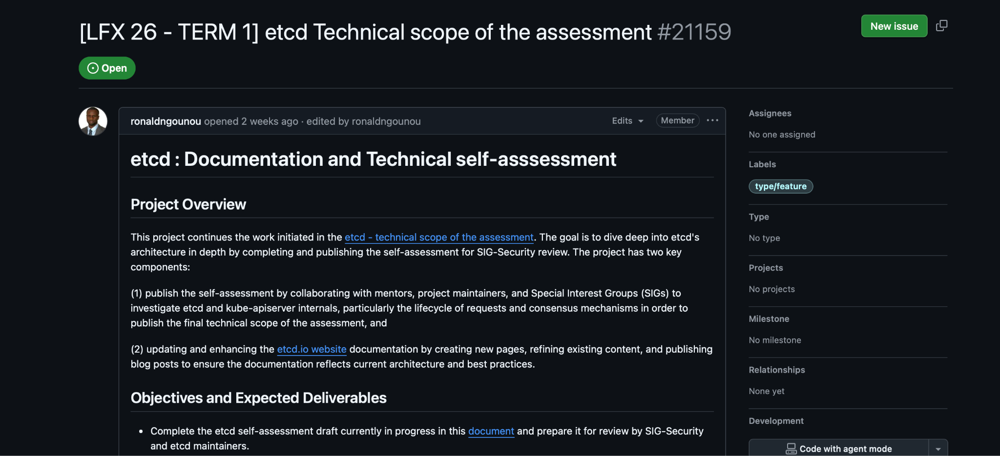 [LFX 26 - TERM 1] etcd Technical scope of the assessment #21159
New issue
Open
ronaldngounou opened 2 weeks ago · edited by ronaldngounou
Edits
Member
etcd : Documentation and Technical self-asssessment
Project Overview
This project continues the work initiated in the etcd - technical scope of the assessment. The goal is to dive deep into etcd's
architecture in depth by completing and publishing the self-assessment for SIG-Security review. The project has two key
components:
(1) publish the self-assessment by collaborating with mentors, project maintainers, and Special Interest Groups (SIGs) to
investigate etcd and kube-apiserver internals, particularly the lifecycle of requests and consensus mechanisms in order to
publish the final technical scope of the assessment, and
(2) updating and enhancing the etcd.io website documentation by creating new pages, refining existing content, and publishing
blog posts to ensure the documentation reflects current architecture and best practices.
Objectives and Expected Deliverables
• Complete the etcd self-assessment draft currently in progress in this document and prepare it for review by SIG-Security
and etcd maintainers.
Assignees
No one assigned
Labels
type/feature
Type
No type
Projects
No projects
Milestone
No milestone
Relationships
None yet
Development
Code with agent mode